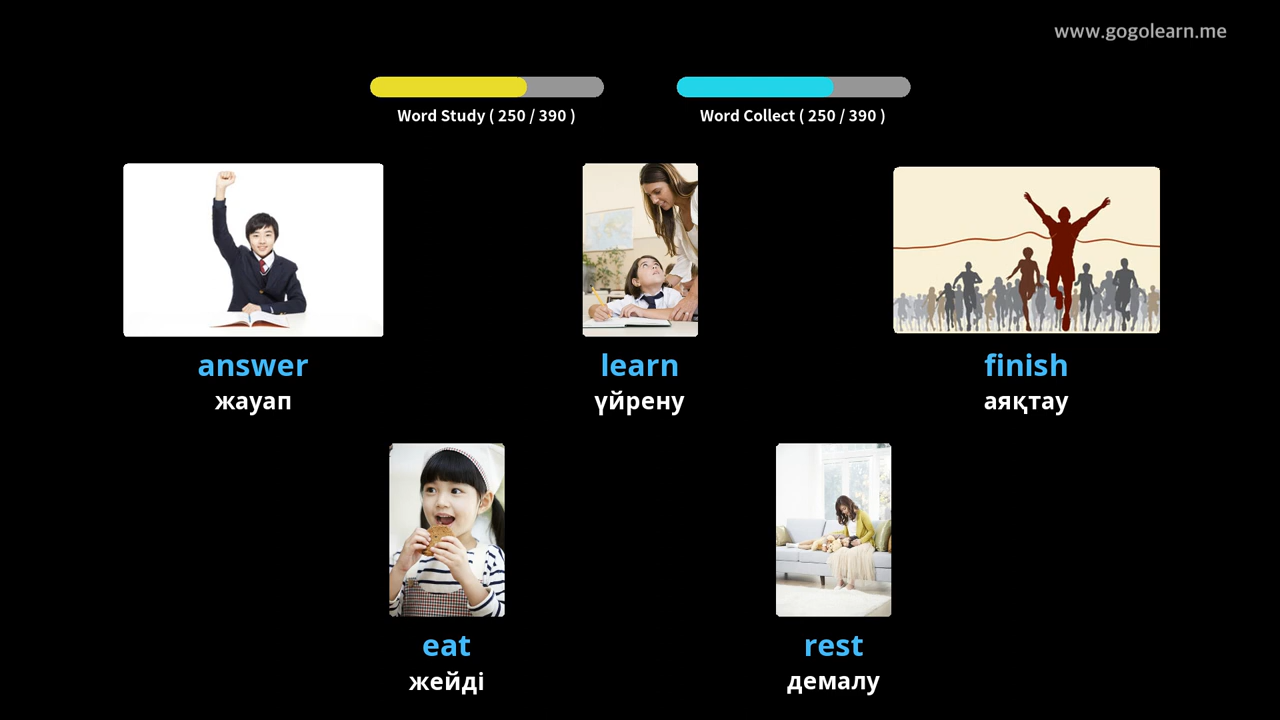 www.gogolearn.me
Word Study ( 250 / 390 )
Word Collect ( 250 / 390 )
answer
жауап
learn
үйрену
finish
аяқтау
eat
жейді
rest
демалу